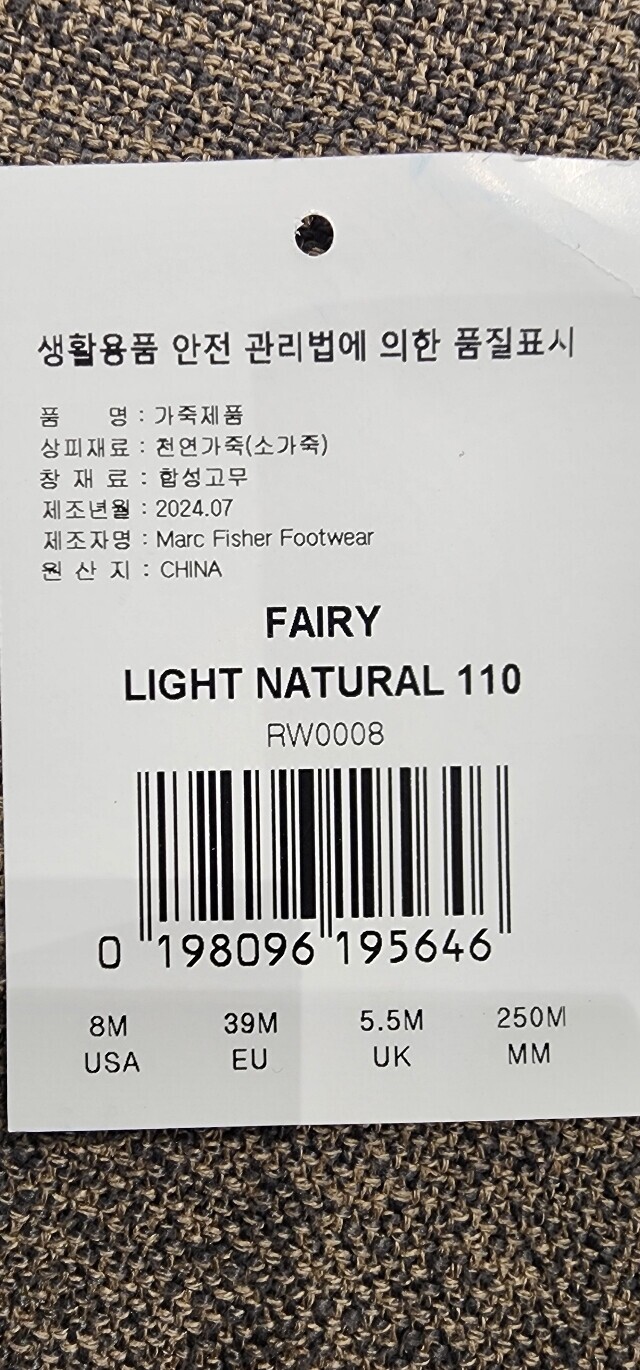 생활용품 안전 관리법에 의한 품질표시
품 명 : 가죽제품
상피재료 : 천연가죽(소가죽)
창 재 료 : 합성고무
제조년월 : 2024.07
제조자명 : Marc Fisher Footwear
원 산 지 : CHINA
FAIRY
LIGHT NATURAL 110
RW0008
0 198096 195646
8M 39M 5.5M 250M
USA EU UK MM